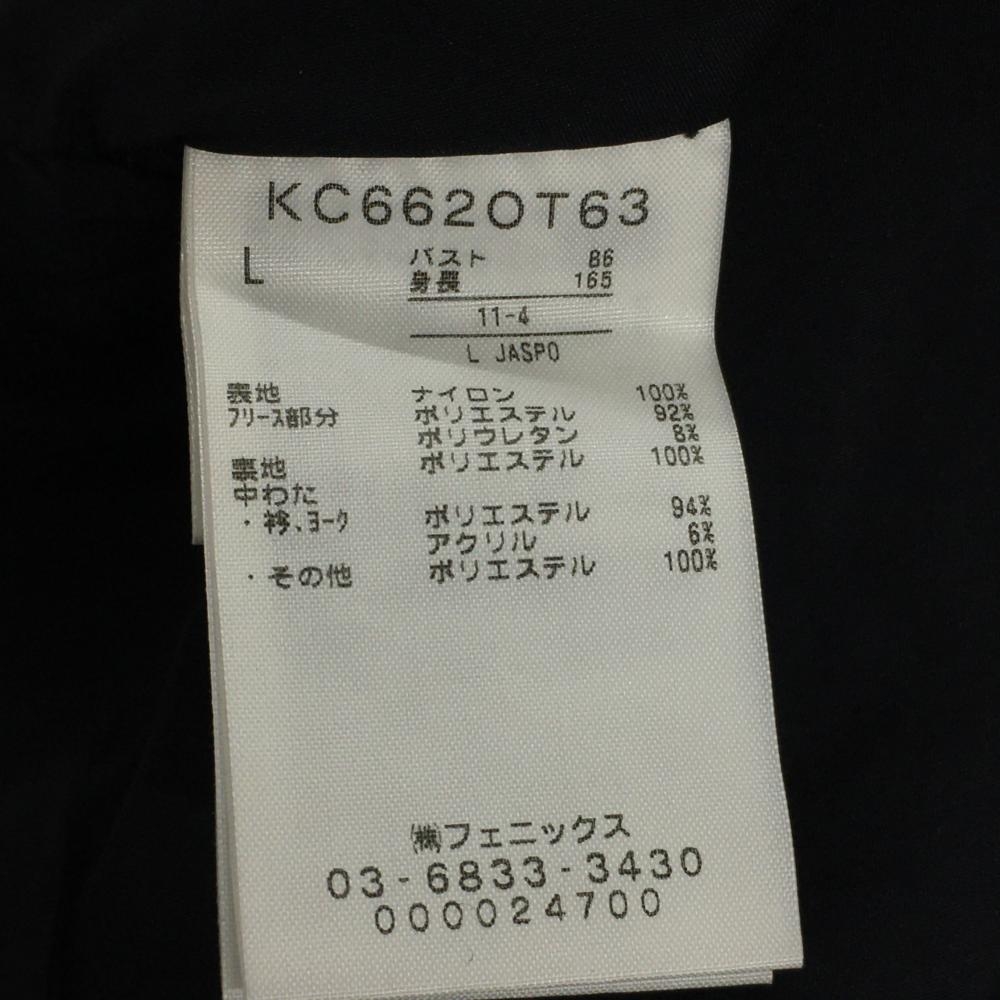 KC662OT63
L バスト 86
身長 165
11-4
L JASPO
表地 ナイロン 100%
フリース部分 ポリエステル 92%
ポリウレタン 8%
裏地 ポリエステル 100%
中わた
・衿、ヨーク ポリエステル 94%
アクリル 6%
・その他 ポリエステル 100%
㈱フェニックス
03-6833-3430
000024700